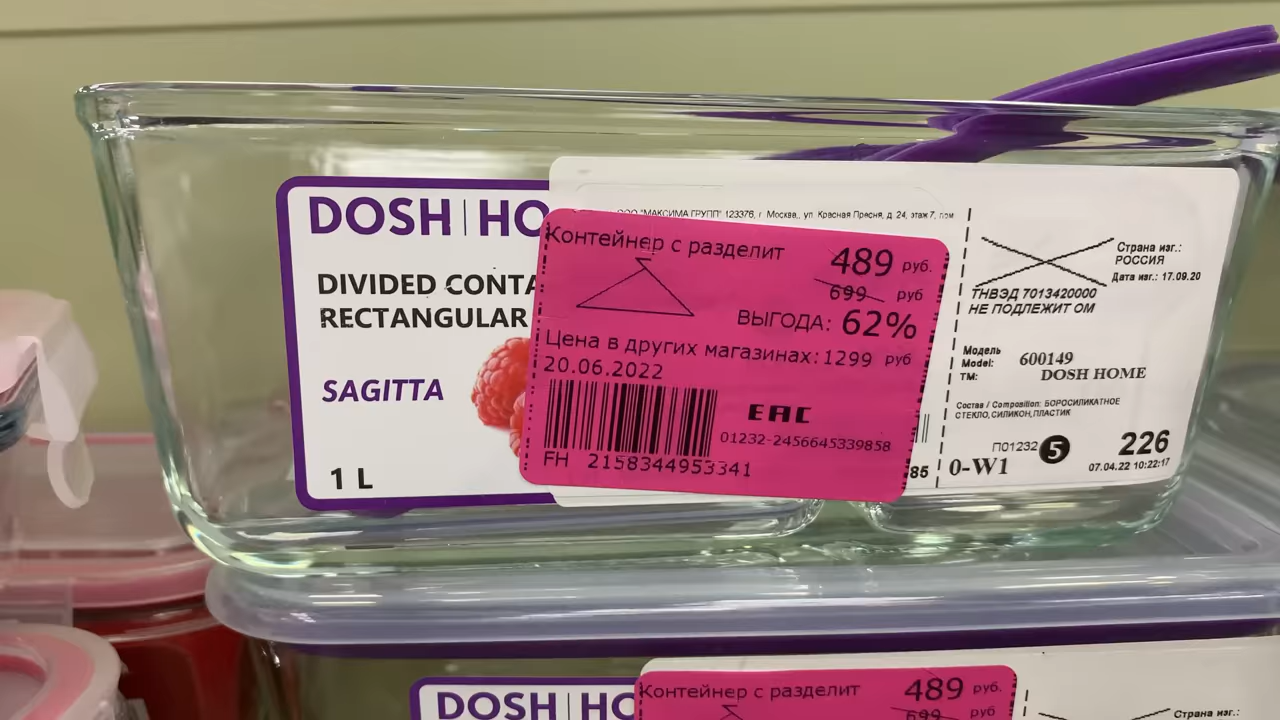 DOSH | HO
DIVIDED CONTA
RECTANGULAR
SAGITTA
1 L
ООО "МАКСИМА ГРУПП" 123376, г. Москва., ул. Красная Пресня, д. 24, этаж 7, пом
Контейнер с разделит
489 руб.
699 руб
ВЫГОДА: 62%
Цена в других магазинах: 1299 руб
20.06.2022
EAC
01232-2456645339858
FH 2158344953341
85
Страна изг.:
РОССИЯ
Дата изг.: 17.09.20
ТНВЭД 7013420000
НЕ ПОДЛЕЖИТ ОМ
Модель
Model: 600149
ТМ: DOSH HOME
Состав / Composition: БОРОСИЛИКАТНОЕ
СТЕКЛО,СИЛИКОН,ПЛАСТИК
П01232 5 226
0-W1 07.04.22 10:22:17
DOSH | HO
Контейнер с разделит
489 руб.
699 руб
Страна изг.: